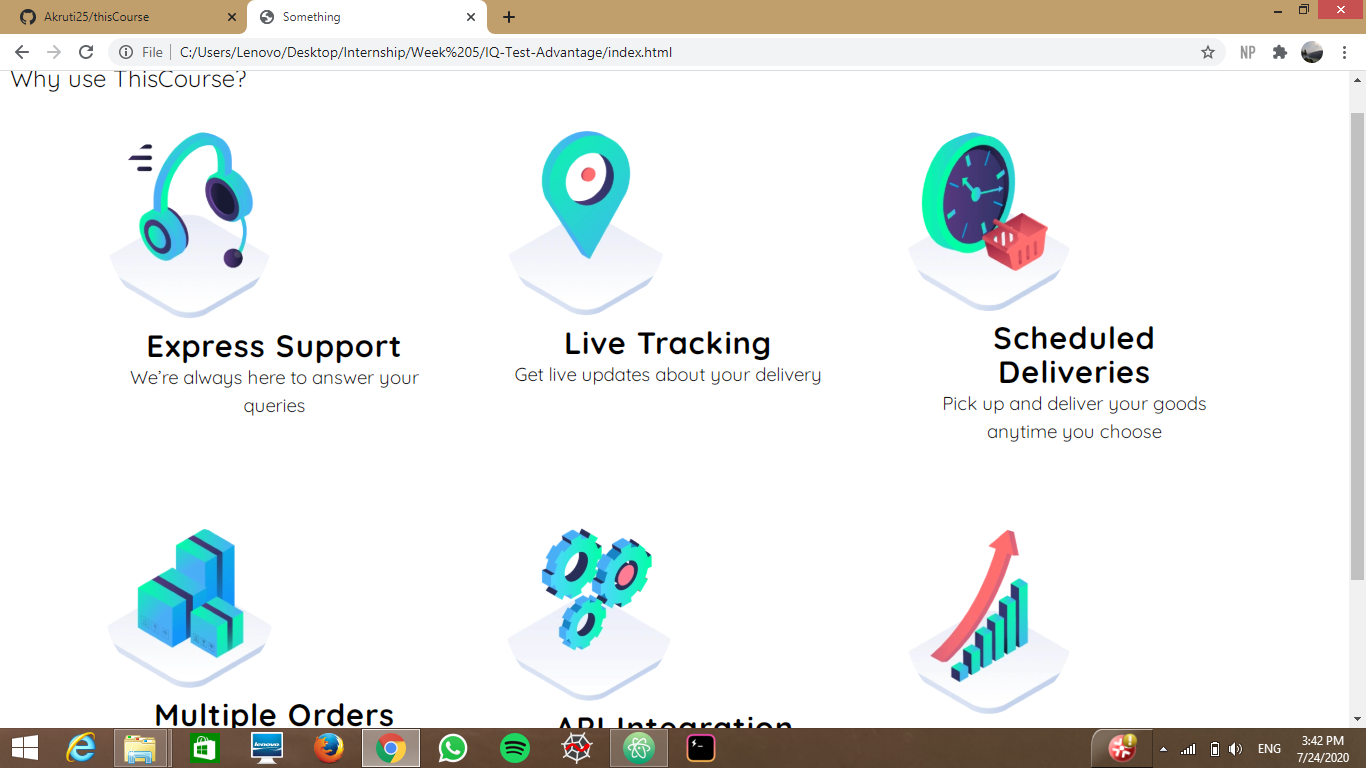 Akruti25/thisCourse
Something
File
C:/Users/Lenovo/Desktop/Internship/Week%205/IQ-Test-Advantage/index.html
NP
Why use ThisCourse?
Express Support
We’re always here to answer your
queries
Live Tracking
Get live updates about your delivery
Scheduled
Deliveries
Pick up and deliver your goods
anytime you choose
Multiple Orders
API Integration
lenovo
ENG
3:42 PM
7/24/2020